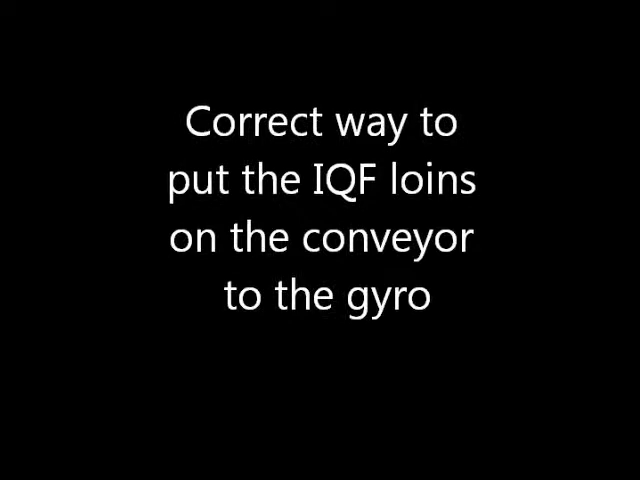 Correct way to
put the IQF loins
on the conveyor
to the gyro